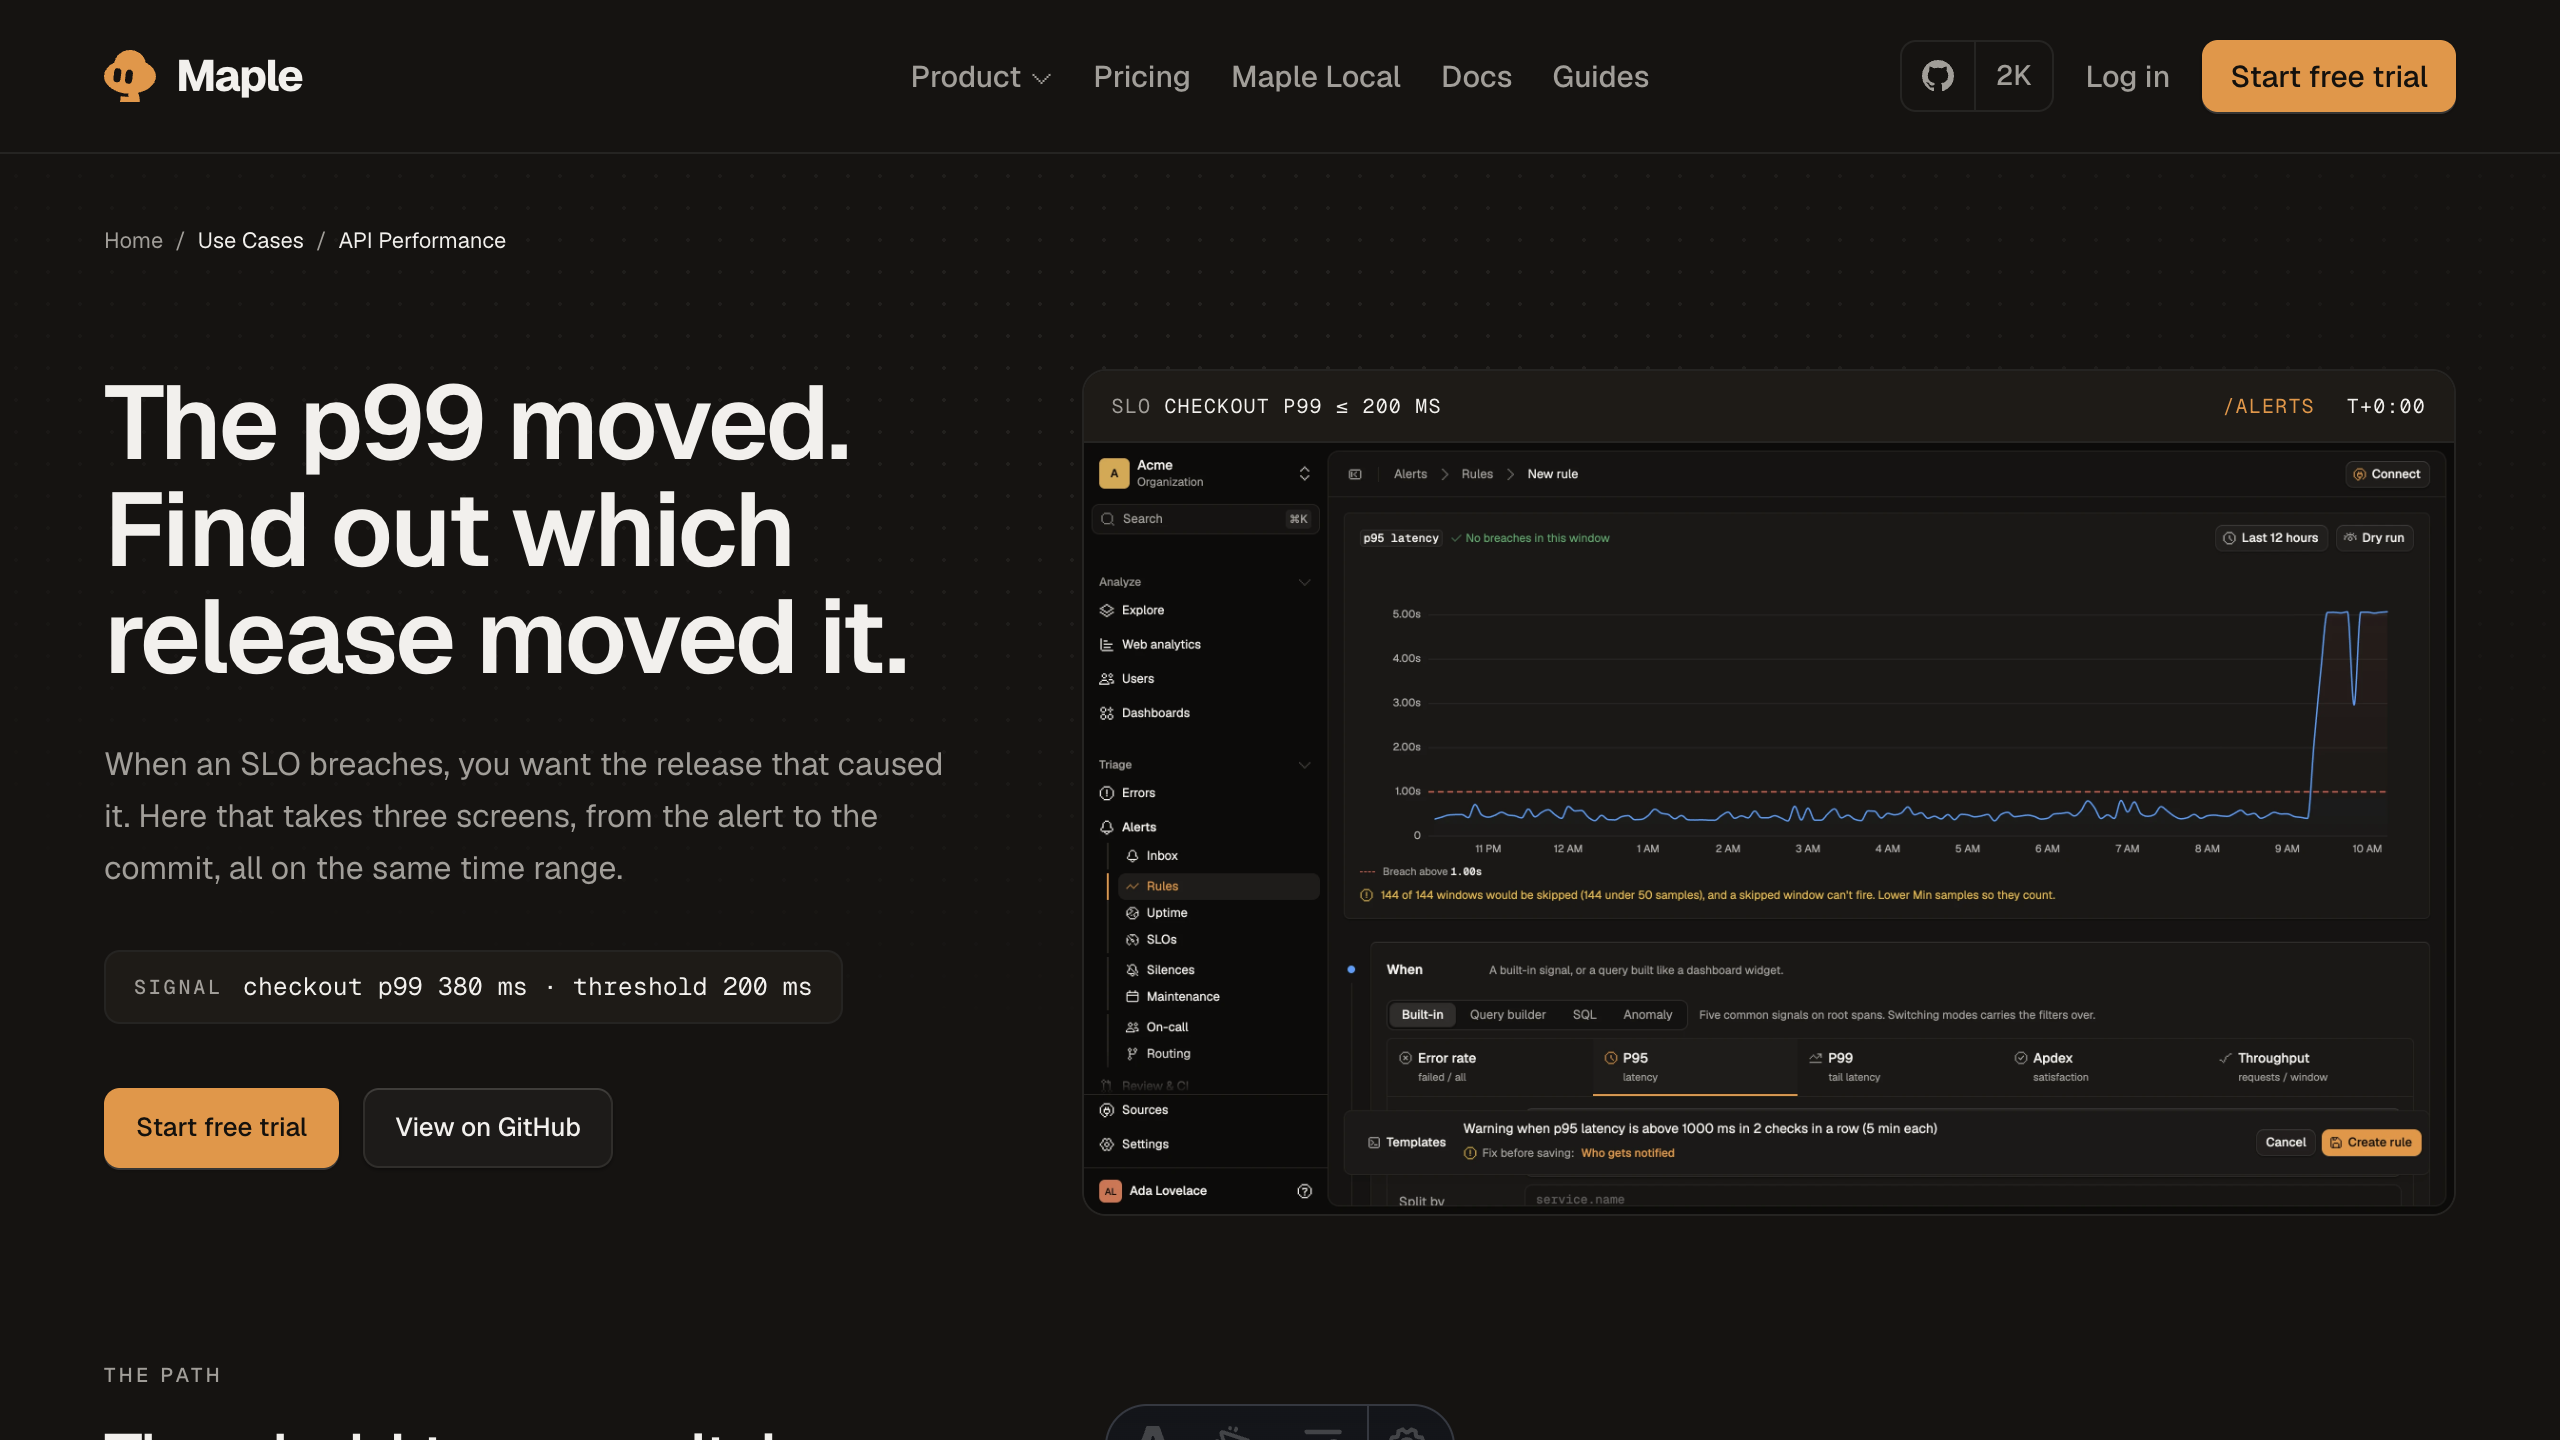 Maple
Product
Pricing
Maple Local
Docs
Guides
2K
Log in
Start free trial
Home / Use Cases / API Performance
The p99 moved.
Find out which
release moved it.
When an SLO breaches, you want the release that caused
it. Here that takes three screens, from the alert to the
commit, all on the same time range.
SIGNAL checkout p99 380 ms · threshold 200 ms
Start free trial
View on GitHub
SLO CHECKOUT P99 ≤ 200 MS
/ALERTS T+0:00
A
Acme
Organization
Search ⌘K
Analyze
Explore
Web analytics
Users
Dashboards
Triage
Errors
Alerts
Inbox
Rules
Uptime
SLOs
Silences
Maintenance
On-call
Routing
Review & CI
Sources
Settings
AL Ada Lovelace
Alerts Rules New rule
Connect
p95 latency No breaches in this window
Last 12 hours
Dry run
5.00s
4.00s
3.00s
2.00s
1.00s
0
11 PM 12 AM 1 AM 2 AM 3 AM 4 AM 5 AM 6 AM 7 AM 8 AM 9 AM 10 AM
Breach above 1.00s
144 of 144 windows would be skipped (144 under 50 samples), and a skipped window can't fire. Lower Min samples so they count.
When A built-in signal, or a query built like a dashboard widget.
Built-in Query builder SQL Anomaly Five common signals on root spans. Switching modes carries the filters over.
Error rate
failed / all
P95
latency
P99
tail latency
Apdex
satisfaction
Throughput
requests / window
Templates
Warning when p95 latency is above 1000 ms in 2 checks in a row (5 min each)
Fix before saving: Who gets notified
Cancel
Create rule
Split by service.name
THE PATH